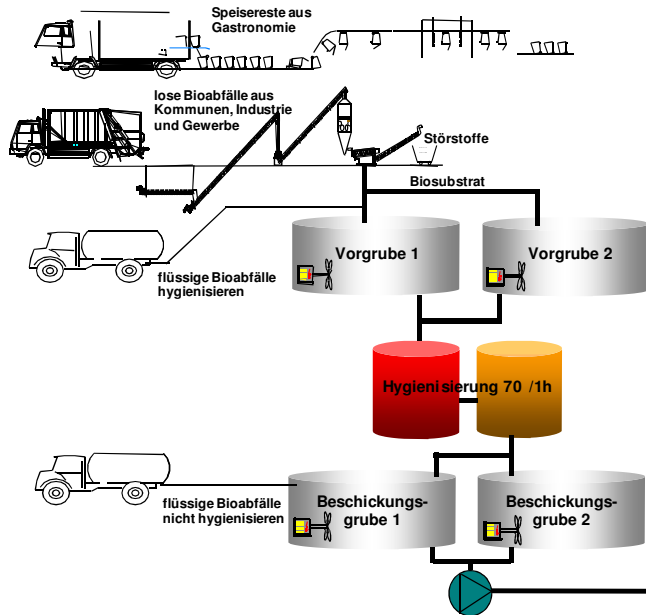 Speisereste aus
Gastronomie
lose Bioabfälle aus
Kommunen, Industrie
und Gewerbe
Störstoffe
Biosubstrat
Vorgrube 1
Vorgrube 2
flüssige Bioabfälle
hygienisieren
Hygienisierung 70 /1h
flüssige Bioabfälle
nicht hygienisieren
Beschickungs-
grube 1
Beschickungs-
grube 2